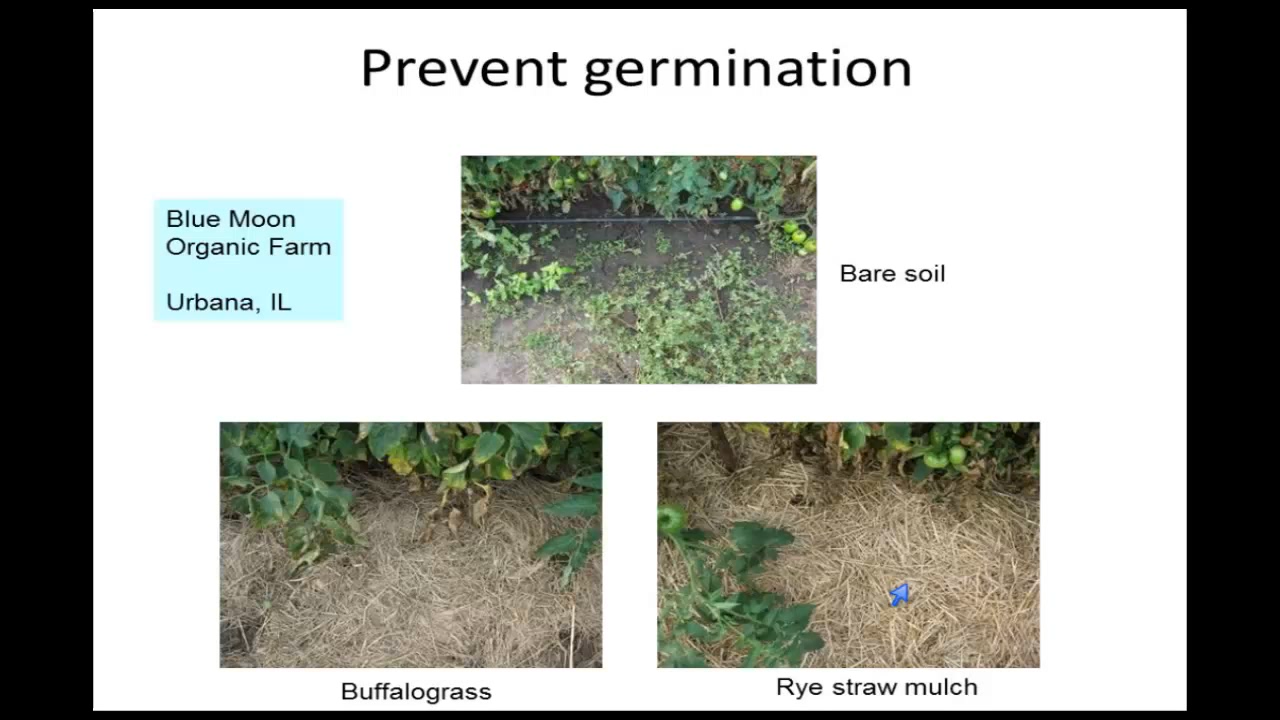 Prevent germination
Blue Moon
Organic Farm
Urbana, IL
Bare soil
Buffalograss
Rye straw mulch